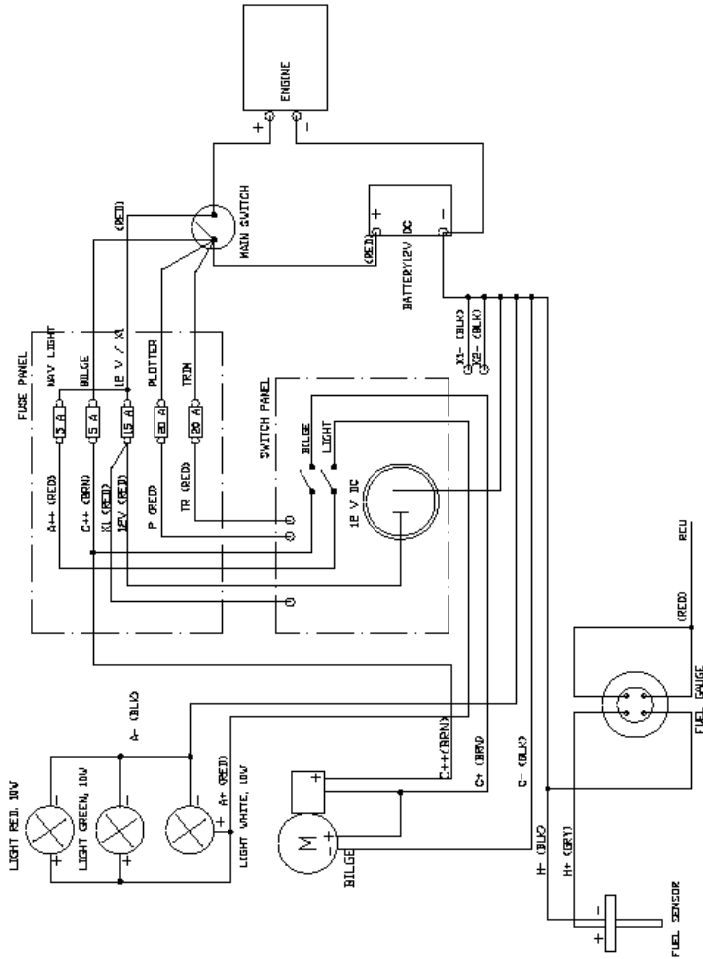 ENGINE
+
-
(RED)
MAIN SWITCH
(RED)
+
-
BATTERY12V DC
X1- (BLK)
X2- (BLK)
FUSE PANEL
NAV LIGHT
BILGE
12 V / X1
PLOTTER
TRIM
5 A
5 A
15 A
20 A
20 A
A++ (RED)
C++ (BRN)
X1 (RED)
12V (RED)
P (RED)
TR (RED)
SWITCH PANEL
BILGE
LIGHT
12 V DC
A- (BLK)
A+ (RED)
LIGHT RED, 10W
+
-
LIGHT GREEN, 10W
+
-
LIGHT WHITE, 10W
+
-
C++(BRN)
C+ (BRN)
C- (BLK)
+
M
+
-
BILGE
H- (BLK)
H+ (GRY)
(RED)
RCU
FUEL GAUGE
+
-
FUEL SENSOR